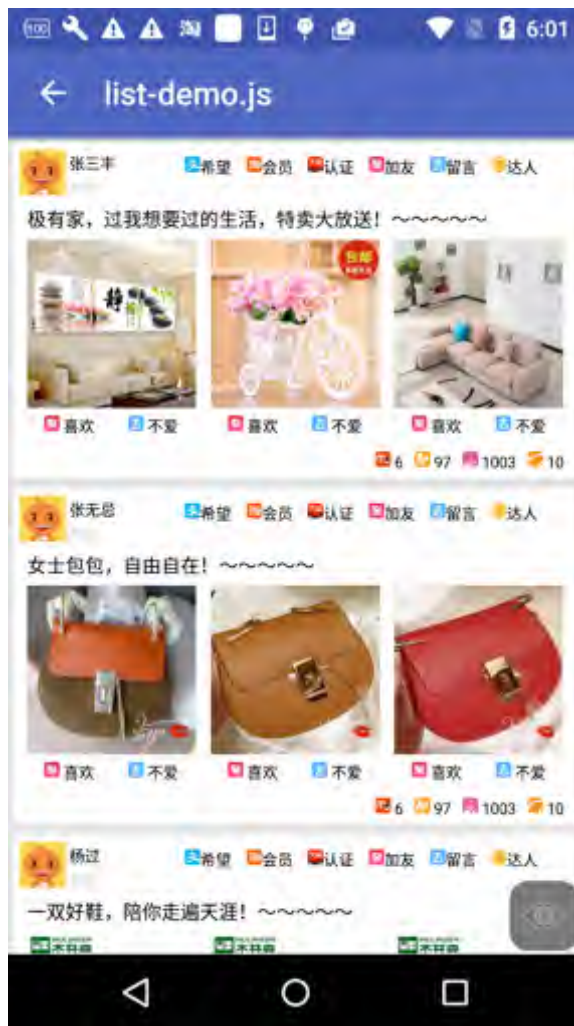 100 6:01
list-demo.js
张三丰 希望 会员 认证 加友 留言 达人
极有家，过我想要过的生活，特卖大放送！～～～～～
静
包邮
喜欢 不爱 喜欢 不爱 喜欢 不爱
6 97 1003 10
张无忌 希望 会员 认证 加友 留言 达人
女士包包，自由自在！～～～～～
喜欢 不爱 喜欢 不爱 喜欢 不爱
6 97 1003 10
杨过 希望 会员 认证 加友 留言 达人
一双好鞋，陪你走遍天涯！～～～～～